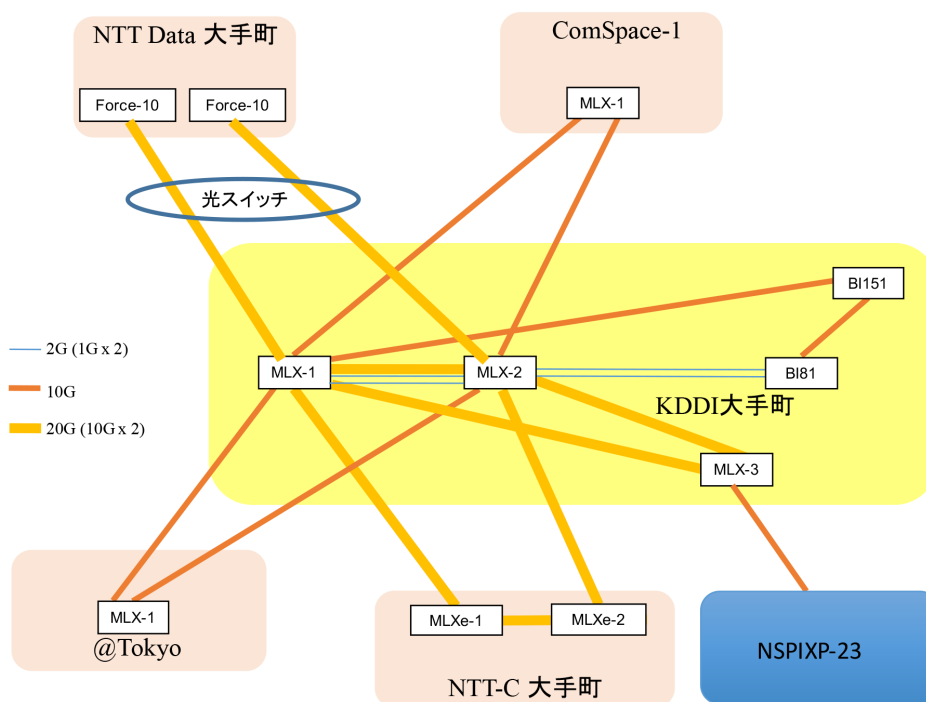 NTT Data 大手町
ComSpace-1
Force-10
Force-10
MLX-1
光スイッチ
BI151
2G (1G x 2)
MLX-1
MLX-2
BI81
10G
KDDI大手町
20G (10G x 2)
MLX-3
MLX-1
MLXe-1
MLXe-2
@Tokyo
NSPIXP-23
NTT-C 大手町